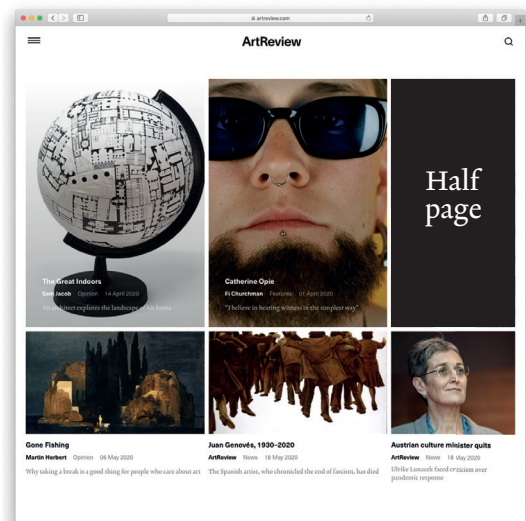 artreview.com
ArtReview
Half
page
The Great Indoors
Sam Jacob Opinion 14 April 2020
An architect explores the landscape of his home
Catherine Opie
Fi Churchman Features 01 April 2020
"I believe in bearing witness in the simplest way"
Gone Fishing
Martin Herbert Opinion 06 May 2020
Why taking a break is a good thing for people who care about art
Juan Genovés, 1930–2020
ArtReview News 18 May 2020
The Spanish artist, who chronicled the end of fascism, has died
Austrian culture minister quits
ArtReview News 18 May 2020
Ulrike Lunacek faced criticism over
pandemic response